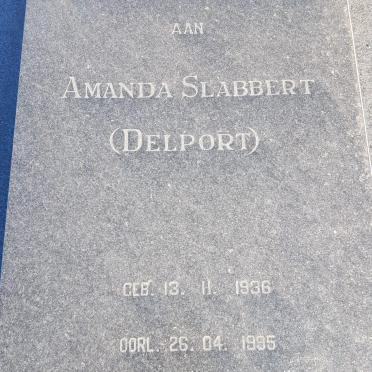 AAN
AMANDA SLABBERT
(DELPORT)
GEB. 13. 11. 1936
OORL. 26. 04. 1995